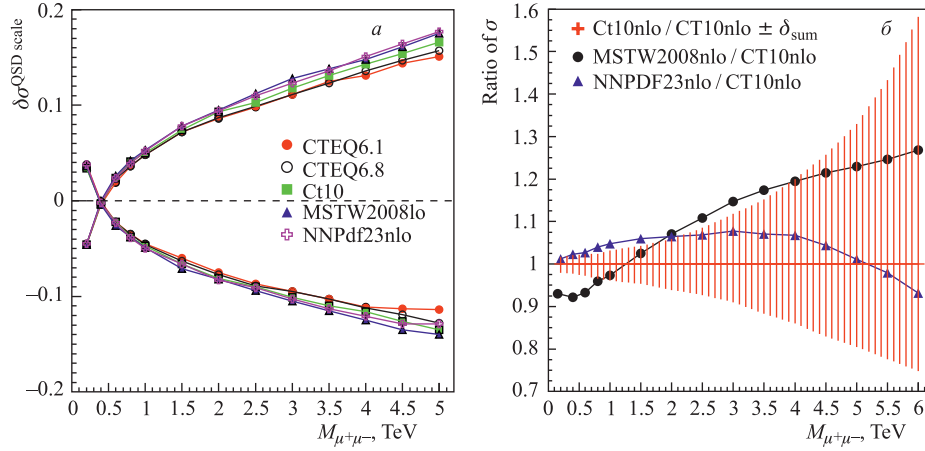 δσ^QSD scale
а
0.2
0.1
0
–0.1
–0.2
CTEQ6.1
CTEQ6.8
Ct10
MSTW2008lo
NNPdf23nlo
0 0.5 1 1.5 2 2.5 3 3.5 4 4.5 5
M_μ+μ–, TeV
Ratio of σ
б
1.6
1.5
1.4
1.3
1.2
1.1
1
0.9
0.8
0.7
Ct10nlo / CT10nlo ± δ_sum
MSTW2008nlo / CT10nlo
NNPDF23nlo / CT10nlo
0.5 1 1.5 2 2.5 3 3.5 4 4.5 5 5.5 6
M_μ+μ–, TeV